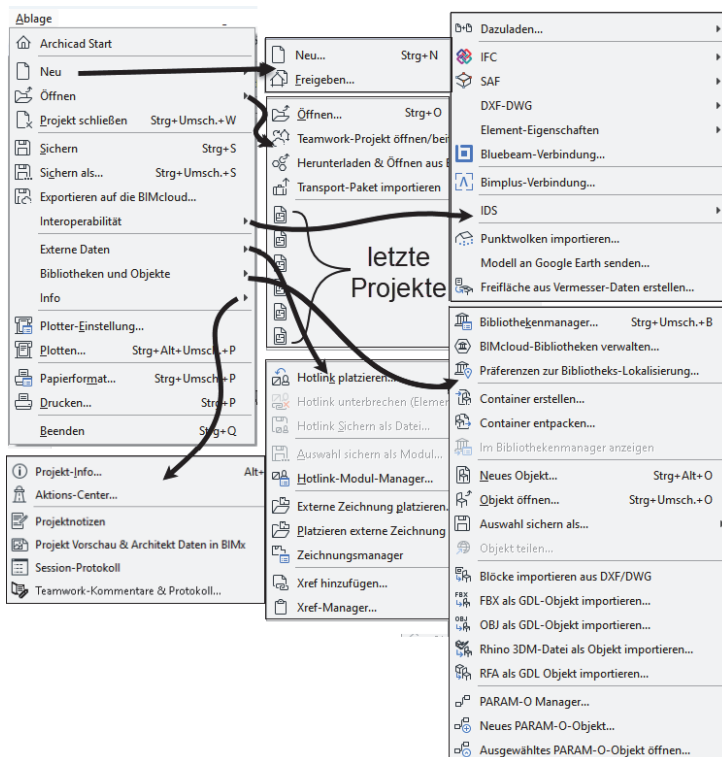 Ablage
Archicad Start
Neu
Öffnen
Projekt schließen Strg+Umsch.+W
Sichern Strg+S
Sichern als... Strg+Umsch.+S
Exportieren auf die BIMcloud...
Interoperabilität
Externe Daten
Bibliotheken und Objekte
Info
Plotter-Einstellung...
Plotten... Strg+Alt+Umsch.+P
Papierformat... Strg+Umsch.+P
Drucken... Strg+P
Beenden Strg+Q
Projekt-Info... Alt+
Aktions-Center...
Projektnotizen
Projekt Vorschau & Architekt Daten in BIMx
Session-Protokoll
Teamwork-Kommentare & Protokoll...
Neu... Strg+N
Freigeben...
Öffnen... Strg+O
Teamwork-Projekt öffnen/bei
Herunterladen & Öffnen aus
Transport-Paket importieren
letzte
Projekte
Hotlink platzieren...
Hotlink unterbrechen (Elemen
Hotlink Sichern als Datei...
Auswahl sichern als Modul...
Hotlink-Modul-Manager...
Externe Zeichnung platzieren.
Platzieren externe Zeichnung
Zeichnungsmanager
Xref hinzufügen...
Xref-Manager...
Dazuladen...
IFC
SAF
DXF-DWG
Element-Eigenschaften
Bluebeam-Verbindung...
Bimplus-Verbindung...
IDS
Punktwolken importieren...
Modell an Google Earth senden...
Freifläche aus Vermesser-Daten erstellen...
Bibliothekenmanager... Strg+Umsch.+B
BIMcloud-Bibliotheken verwalten...
Präferenzen zur Bibliotheks-Lokalisierung...
Container erstellen...
Container entpacken...
Im Bibliothekenmanager anzeigen
Neues Objekt... Strg+Alt+O
Objekt öffnen... Strg+Umsch.+O
Auswahl sichern als...
Objekt teilen...
Blöcke importieren aus DXF/DWG
FBX als GDL-Objekt importieren...
OBJ als GDL-Objekt importieren...
Rhino 3DM-Datei als Objekt importieren...
RFA als GDL Objekt importieren...
PARAM-O Manager...
Neues PARAM-O-Objekt...
Ausgewähltes PARAM-O-Objekt öffnen...